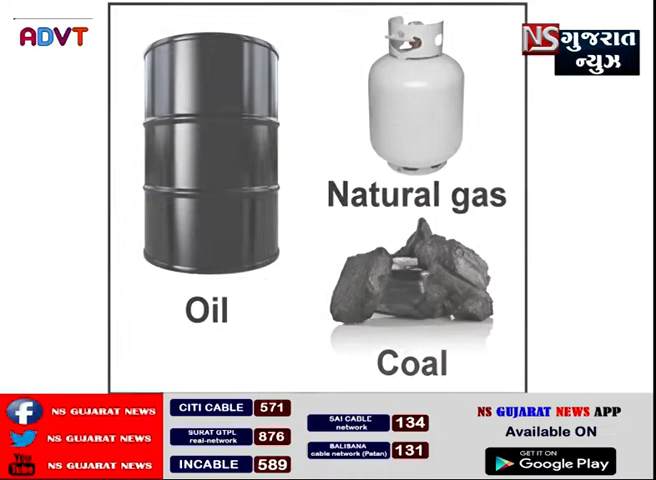 ADVT
NS ગુજરાત
ન્યુઝ
Natural gas
Oil
Coal
NS GUJARAT NEWS
NS GUJARAT NEWS
You
Tube
NS GUJARAT NEWS
CITI CABLE 571
SURAT GTPL
real-network
876
INCABLE 589
SAI CABLE
network
134
BALISANA
cable network (Patan)
131
NS GUJARAT NEWS APP
Available ON
GET IT ON
Google Play